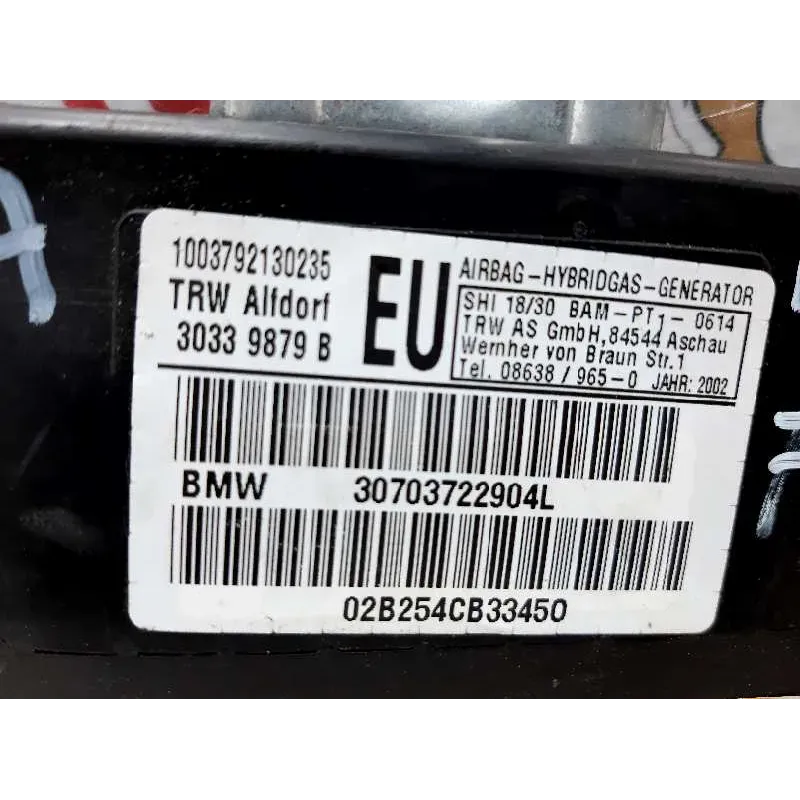 1003792130235
TRW Alfdorf
3033 9879 B
EU
AIRBAG-HYBRIDGAS-GENERATOR
SHI 18/30 BAM-PT1-0614
TRW AS GmbH,84544 Aschau
Wernher von Braun Str.1
Tel. 08638/965-0 JAHR: 2002
BMW 30703722904L
02B254CB33450